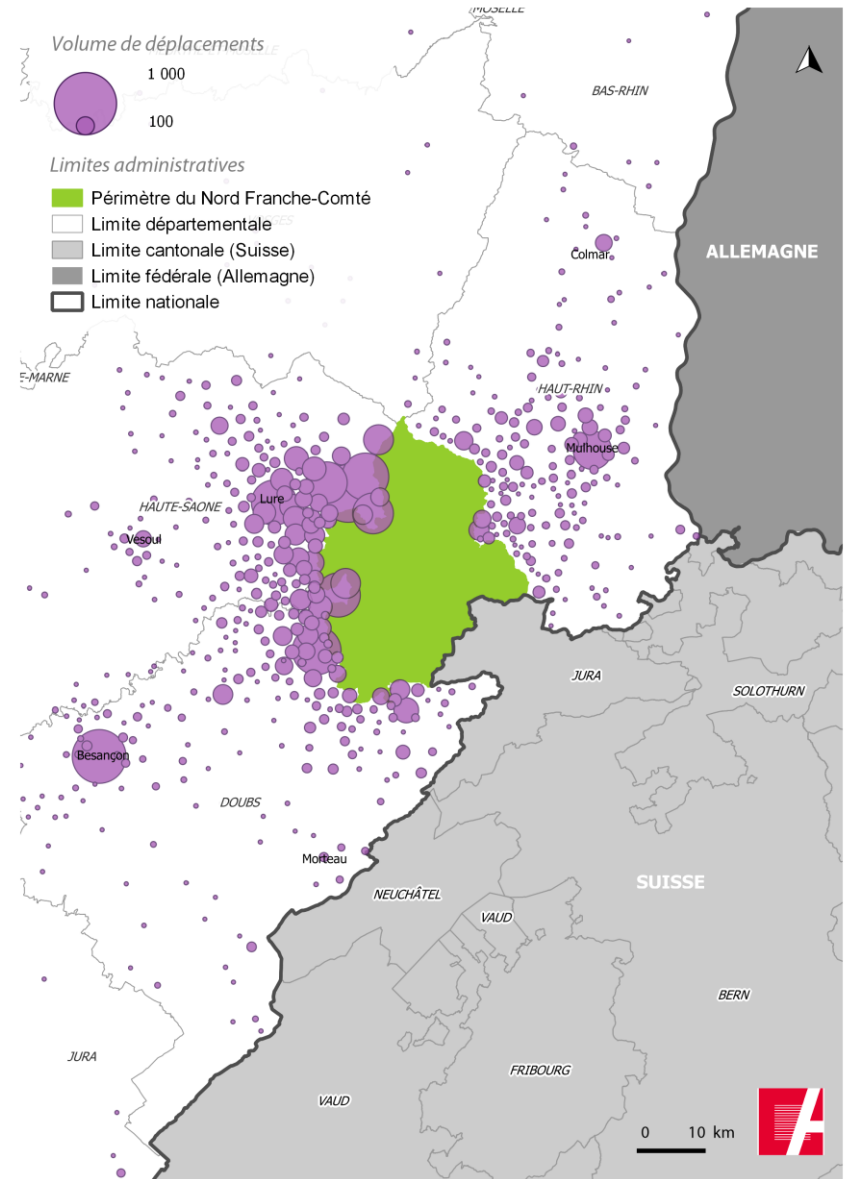 MOSELLE
Volume de déplacements
1 000
100
BAS-RHIN
Limites administratives
Périmètre du Nord Franche-Comté
Limite départementale
Limite cantonale (Suisse)
Limite fédérale (Allemagne)
Limite nationale
Colmar
ALLEMAGNE
E-MARNE
HAUT-RHIN
Mulhouse
Lure
HAUTE-SAONE
Vesoul
JURA
SOLOTHURN
Besançon
DOUBS
Morteau
SUISSE
NEUCHÂTEL
VAUD
BERN
JURA
FRIBOURG
VAUD
0 10 km